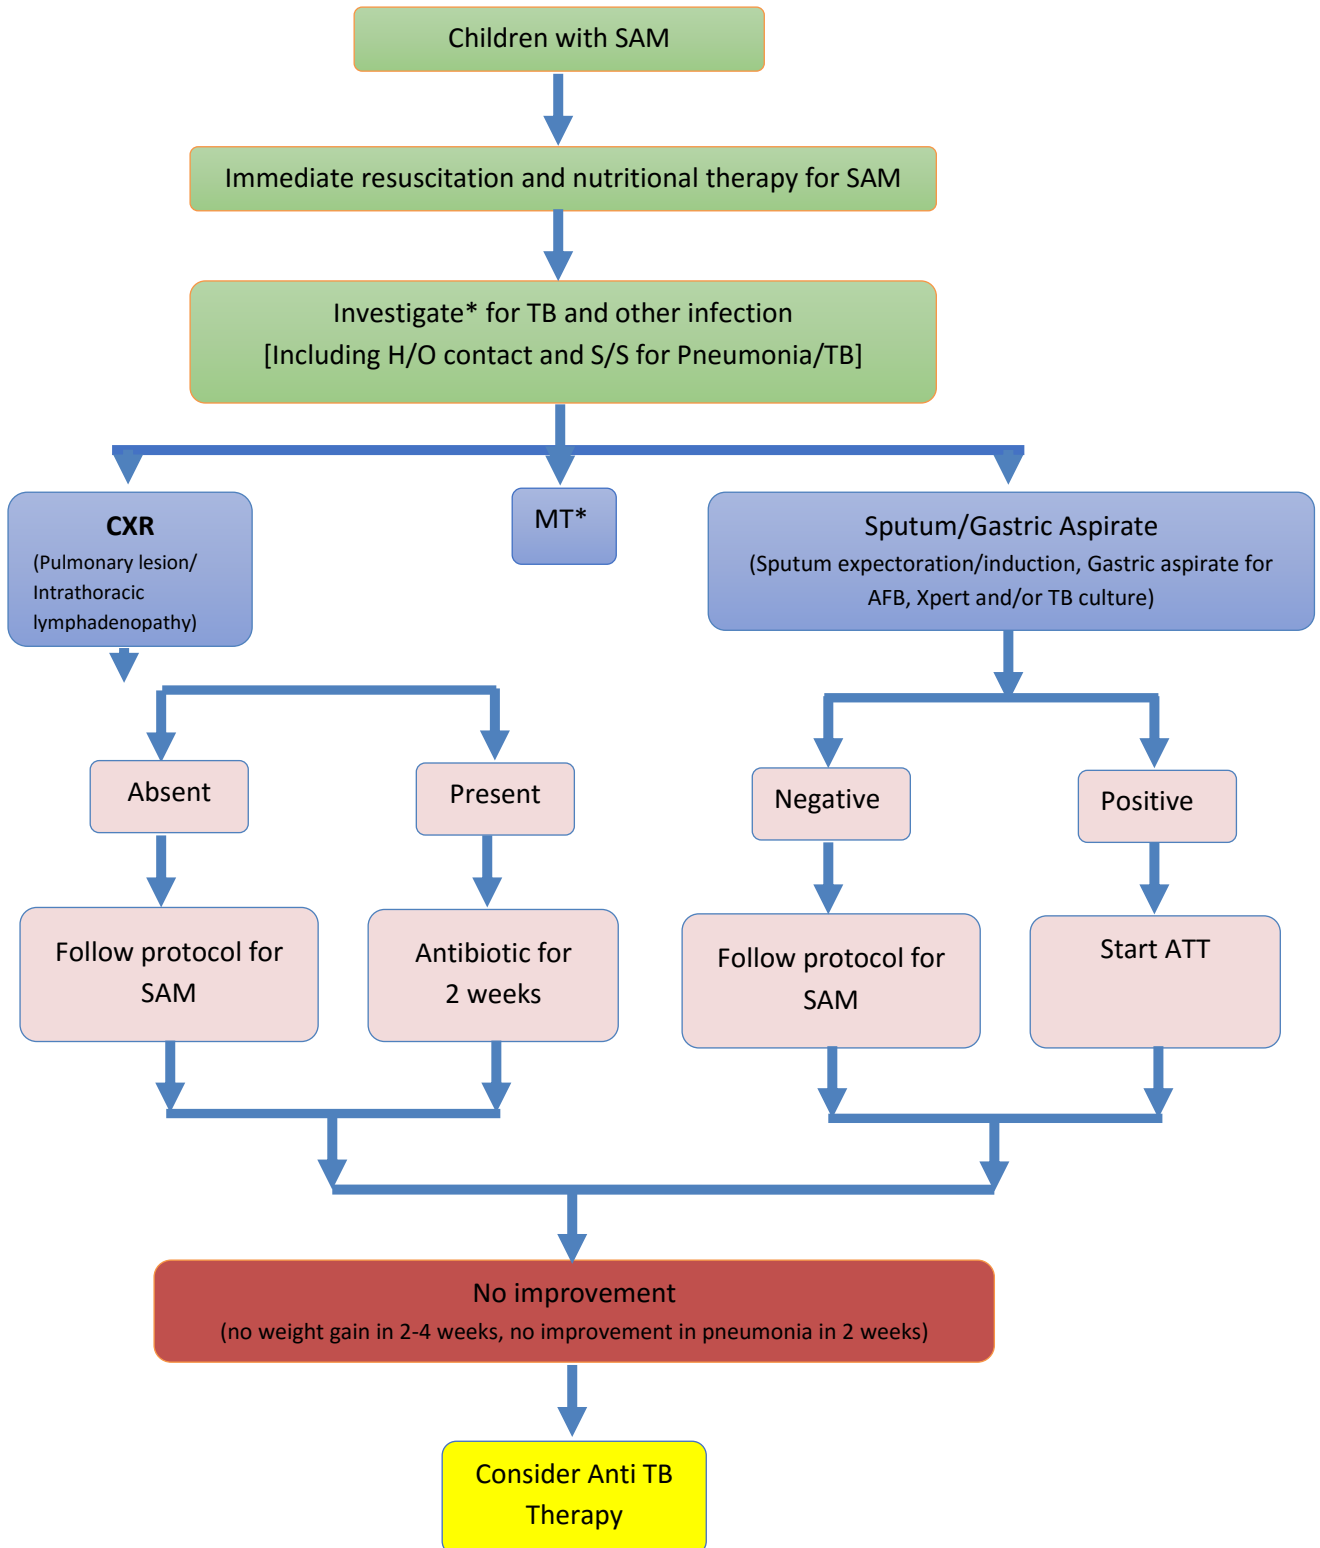 Children with SAM
Immediate resuscitation and nutritional therapy for SAM
Investigate* for TB and other infection
[Including H/O contact and S/S for Pneumonia/TB]
CXR
(Pulmonary lesion/
Intrathoracic
lymphadenopathy)
MT*
Sputum/Gastric Aspirate
(Sputum expectoration/induction, Gastric aspirate for
AFB, Xpert and/or TB culture)
Absent
Present
Negative
Positive
Follow protocol for
SAM
Antibiotic for
2 weeks
Follow protocol for
SAM
Start ATT
No improvement
(no weight gain in 2-4 weeks, no improvement in pneumonia in 2 weeks)
Consider Anti TB
Therapy